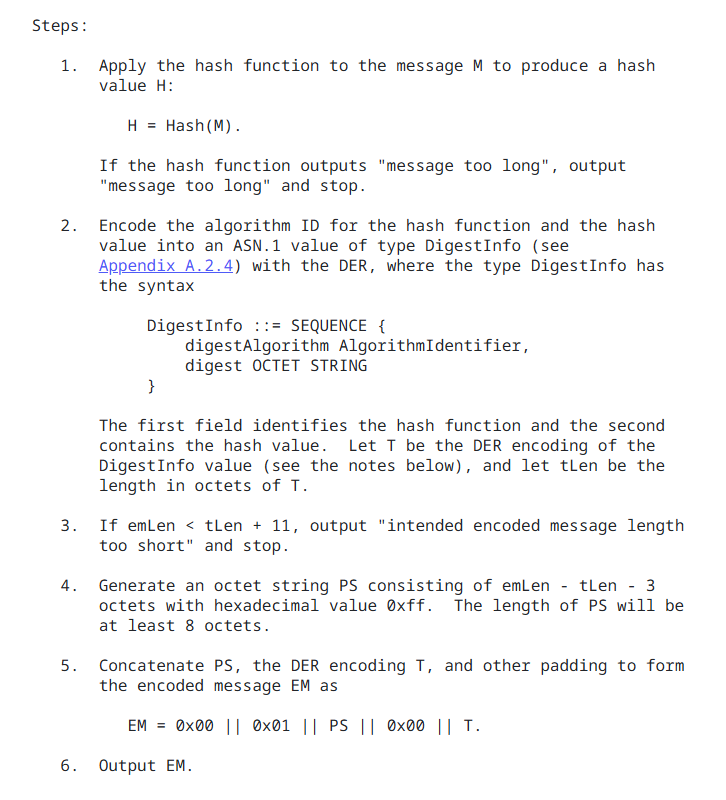 Steps:
1. Apply the hash function to the message M to produce a hash
value H:
H = Hash(M).
If the hash function outputs "message too long", output
"message too long" and stop.
2. Encode the algorithm ID for the hash function and the hash
value into an ASN.1 value of type DigestInfo (see
Appendix A.2.4) with the DER, where the type DigestInfo has
the syntax
DigestInfo ::= SEQUENCE {
digestAlgorithm AlgorithmIdentifier,
digest OCTET STRING
}
The first field identifies the hash function and the second
contains the hash value.  Let T be the DER encoding of the
DigestInfo value (see the notes below), and let tLen be the
length in octets of T.
3. If emLen < tLen + 11, output "intended encoded message length
too short" and stop.
4. Generate an octet string PS consisting of emLen - tLen - 3
octets with hexadecimal value 0xff.  The length of PS will be
at least 8 octets.
5. Concatenate PS, the DER encoding T, and other padding to form
the encoded message EM as
EM = 0x00 || 0x01 || PS || 0x00 || T.
6. Output EM.